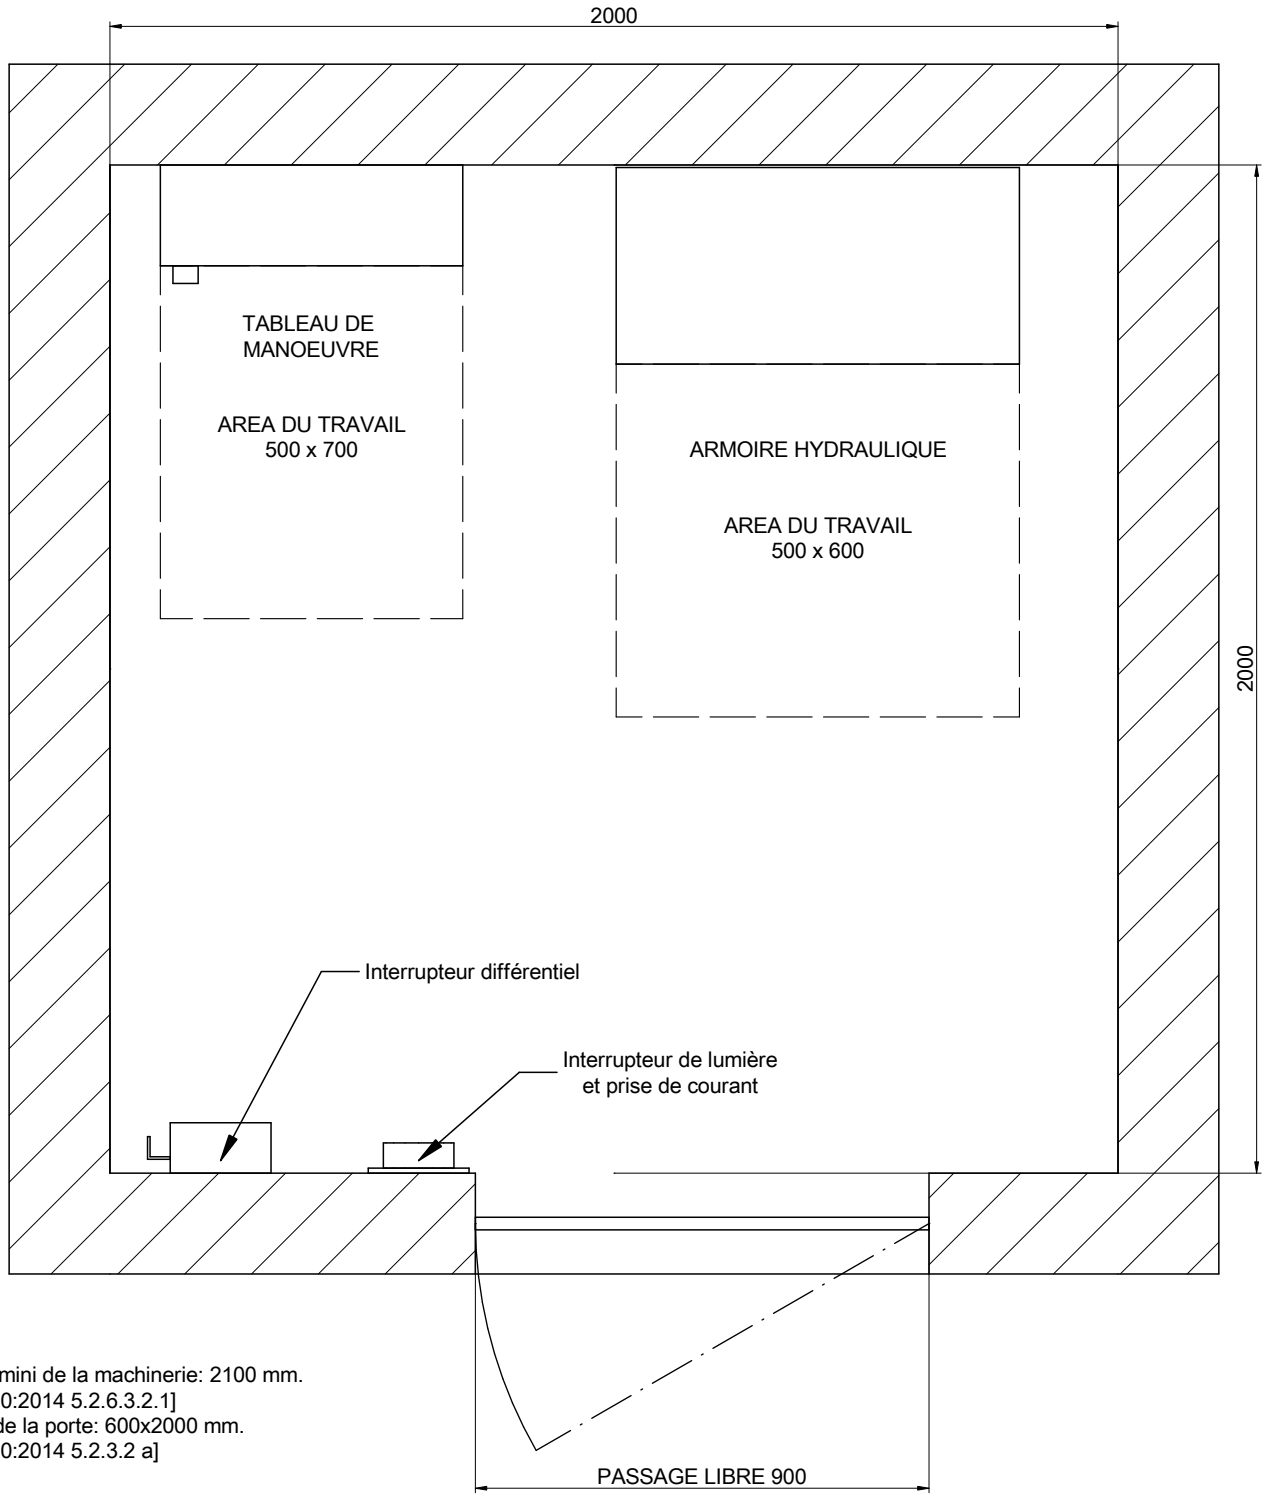 2000
TABLEAU DE
MANOEUVRE
AREA DU TRAVAIL
500 x 700
ARMOIRE HYDRAULIQUE
AREA DU TRAVAIL
500 x 600
2000
Interrupteur différentiel
Interrupteur de lumière
et prise de courant
mini de la machinerie: 2100 mm.
0:2014 5.2.6.3.2.1]
de la porte: 600x2000 mm.
0:2014 5.2.3.2 a]
PASSAGE LIBRE 900